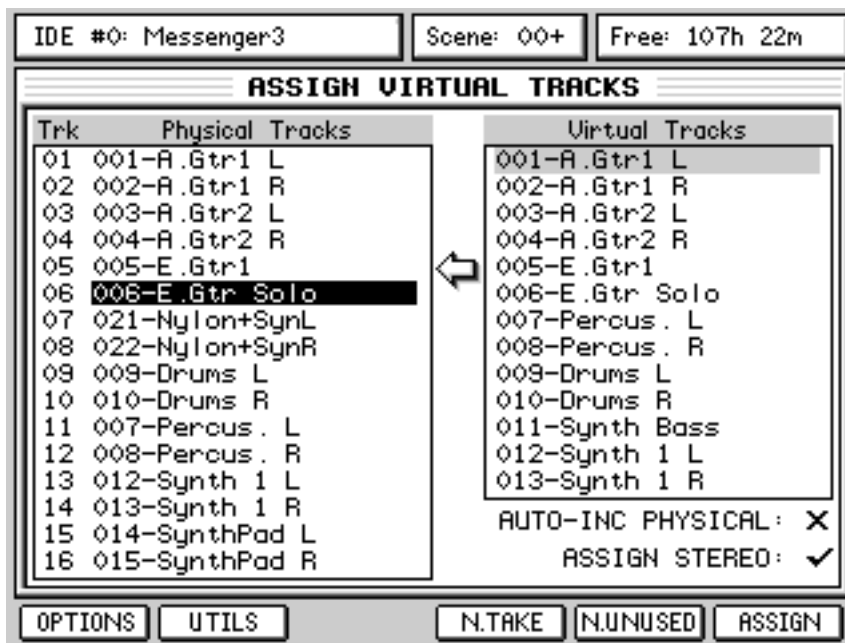 IDE #0: Messenger3
Scene: 00+
Free: 107h 22m
ASSIGN VIRTUAL TRACKS
Trk Physical Tracks
01 001-A.Gtr1 L
02 002-A.Gtr1 R
03 003-A.Gtr2 L
04 004-A.Gtr2 R
05 005-E.Gtr1
06 006-E.Gtr Solo
07 021-Nylon+SynL
08 022-Nylon+SynR
09 009-Drums L
10 010-Drums R
11 007-Percus. L
12 008-Percus. R
13 012-Synth 1 L
14 013-Synth 1 R
15 014-SynthPad L
16 015-SynthPad R
Virtual Tracks
001-A.Gtr1 L
002-A.Gtr1 R
003-A.Gtr2 L
004-A.Gtr2 R
005-E.Gtr1
006-E.Gtr Solo
007-Percus. L
008-Percus. R
009-Drums L
010-Drums R
011-Synth Bass
012-Synth 1 L
013-Synth 1 R
AUTO-INC PHYSICAL:
ASSIGN STEREO:
OPTIONS
UTILS
N.TAKE
N.UNUSED
ASSIGN